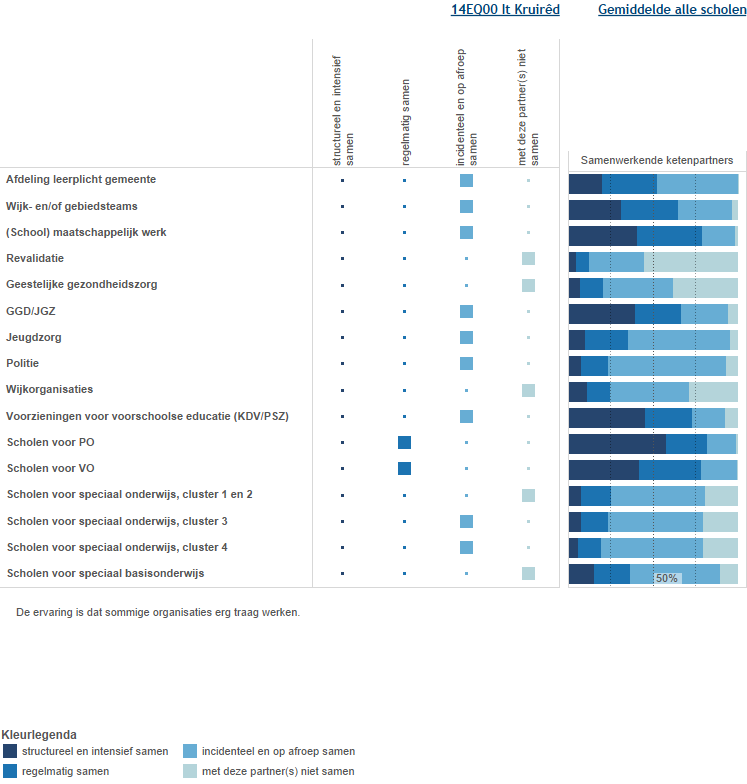 14EQ00 It Kruirêd
Gemiddelde alle scholen
structureel en intensief
samen
regelmatig samen
incidenteel en op afroep
samen
met deze partner(s) niet
samen
Samenwerkende ketenpartners
Afdeling leerplicht gemeente
Wijk- en/of gebiedsteams
(School) maatschappelijk werk
Revalidatie
Geestelijke gezondheidszorg
GGD/JGZ
Jeugdzorg
Politie
Wijkorganisaties
Voorzieningen voor voorschoolse educatie (KDV/PSZ)
Scholen voor PO
Scholen voor VO
Scholen voor speciaal onderwijs, cluster 1 en 2
Scholen voor speciaal onderwijs, cluster 3
Scholen voor speciaal onderwijs, cluster 4
Scholen voor speciaal basisonderwijs
50%
De ervaring is dat sommige organisaties erg traag werken.
Kleurlegenda
structureel en intensief samen
incidenteel en op afroep samen
regelmatig samen
met deze partner(s) niet samen